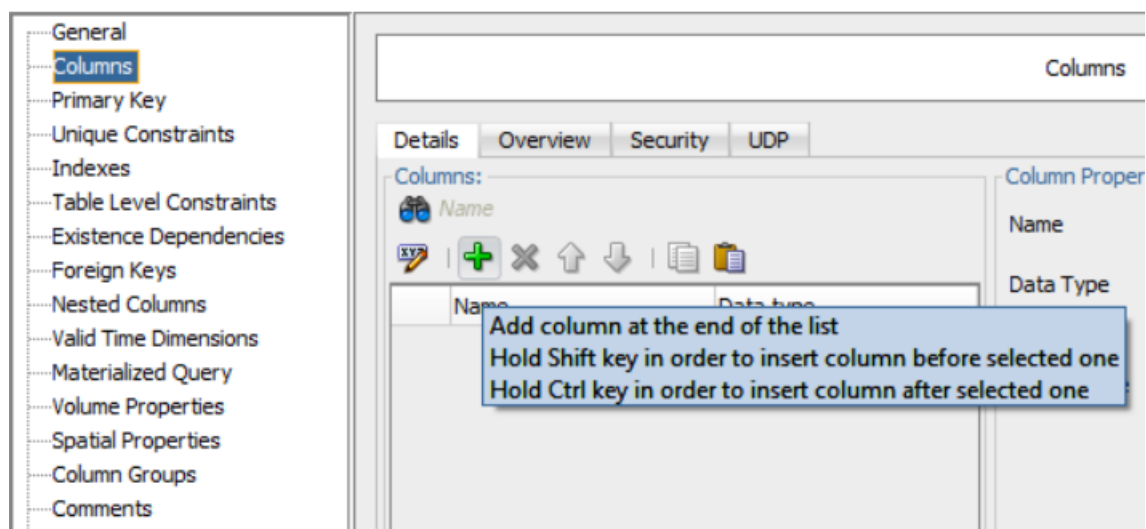 General
Columns
Primary Key
Unique Constraints
Indexes
Table Level Constraints
Existence Dependencies
Foreign Keys
Nested Columns
Valid Time Dimensions
Materialized Query
Volume Properties
Spatial Properties
Column Groups
Comments
Columns
Details Overview Security UDP
Columns:
Name
XYZ
Name Data type
Add column at the end of the list
Hold Shift key in order to insert column before selected one
Hold Ctrl key in order to insert column after selected one
Column Proper
Name
Data Type